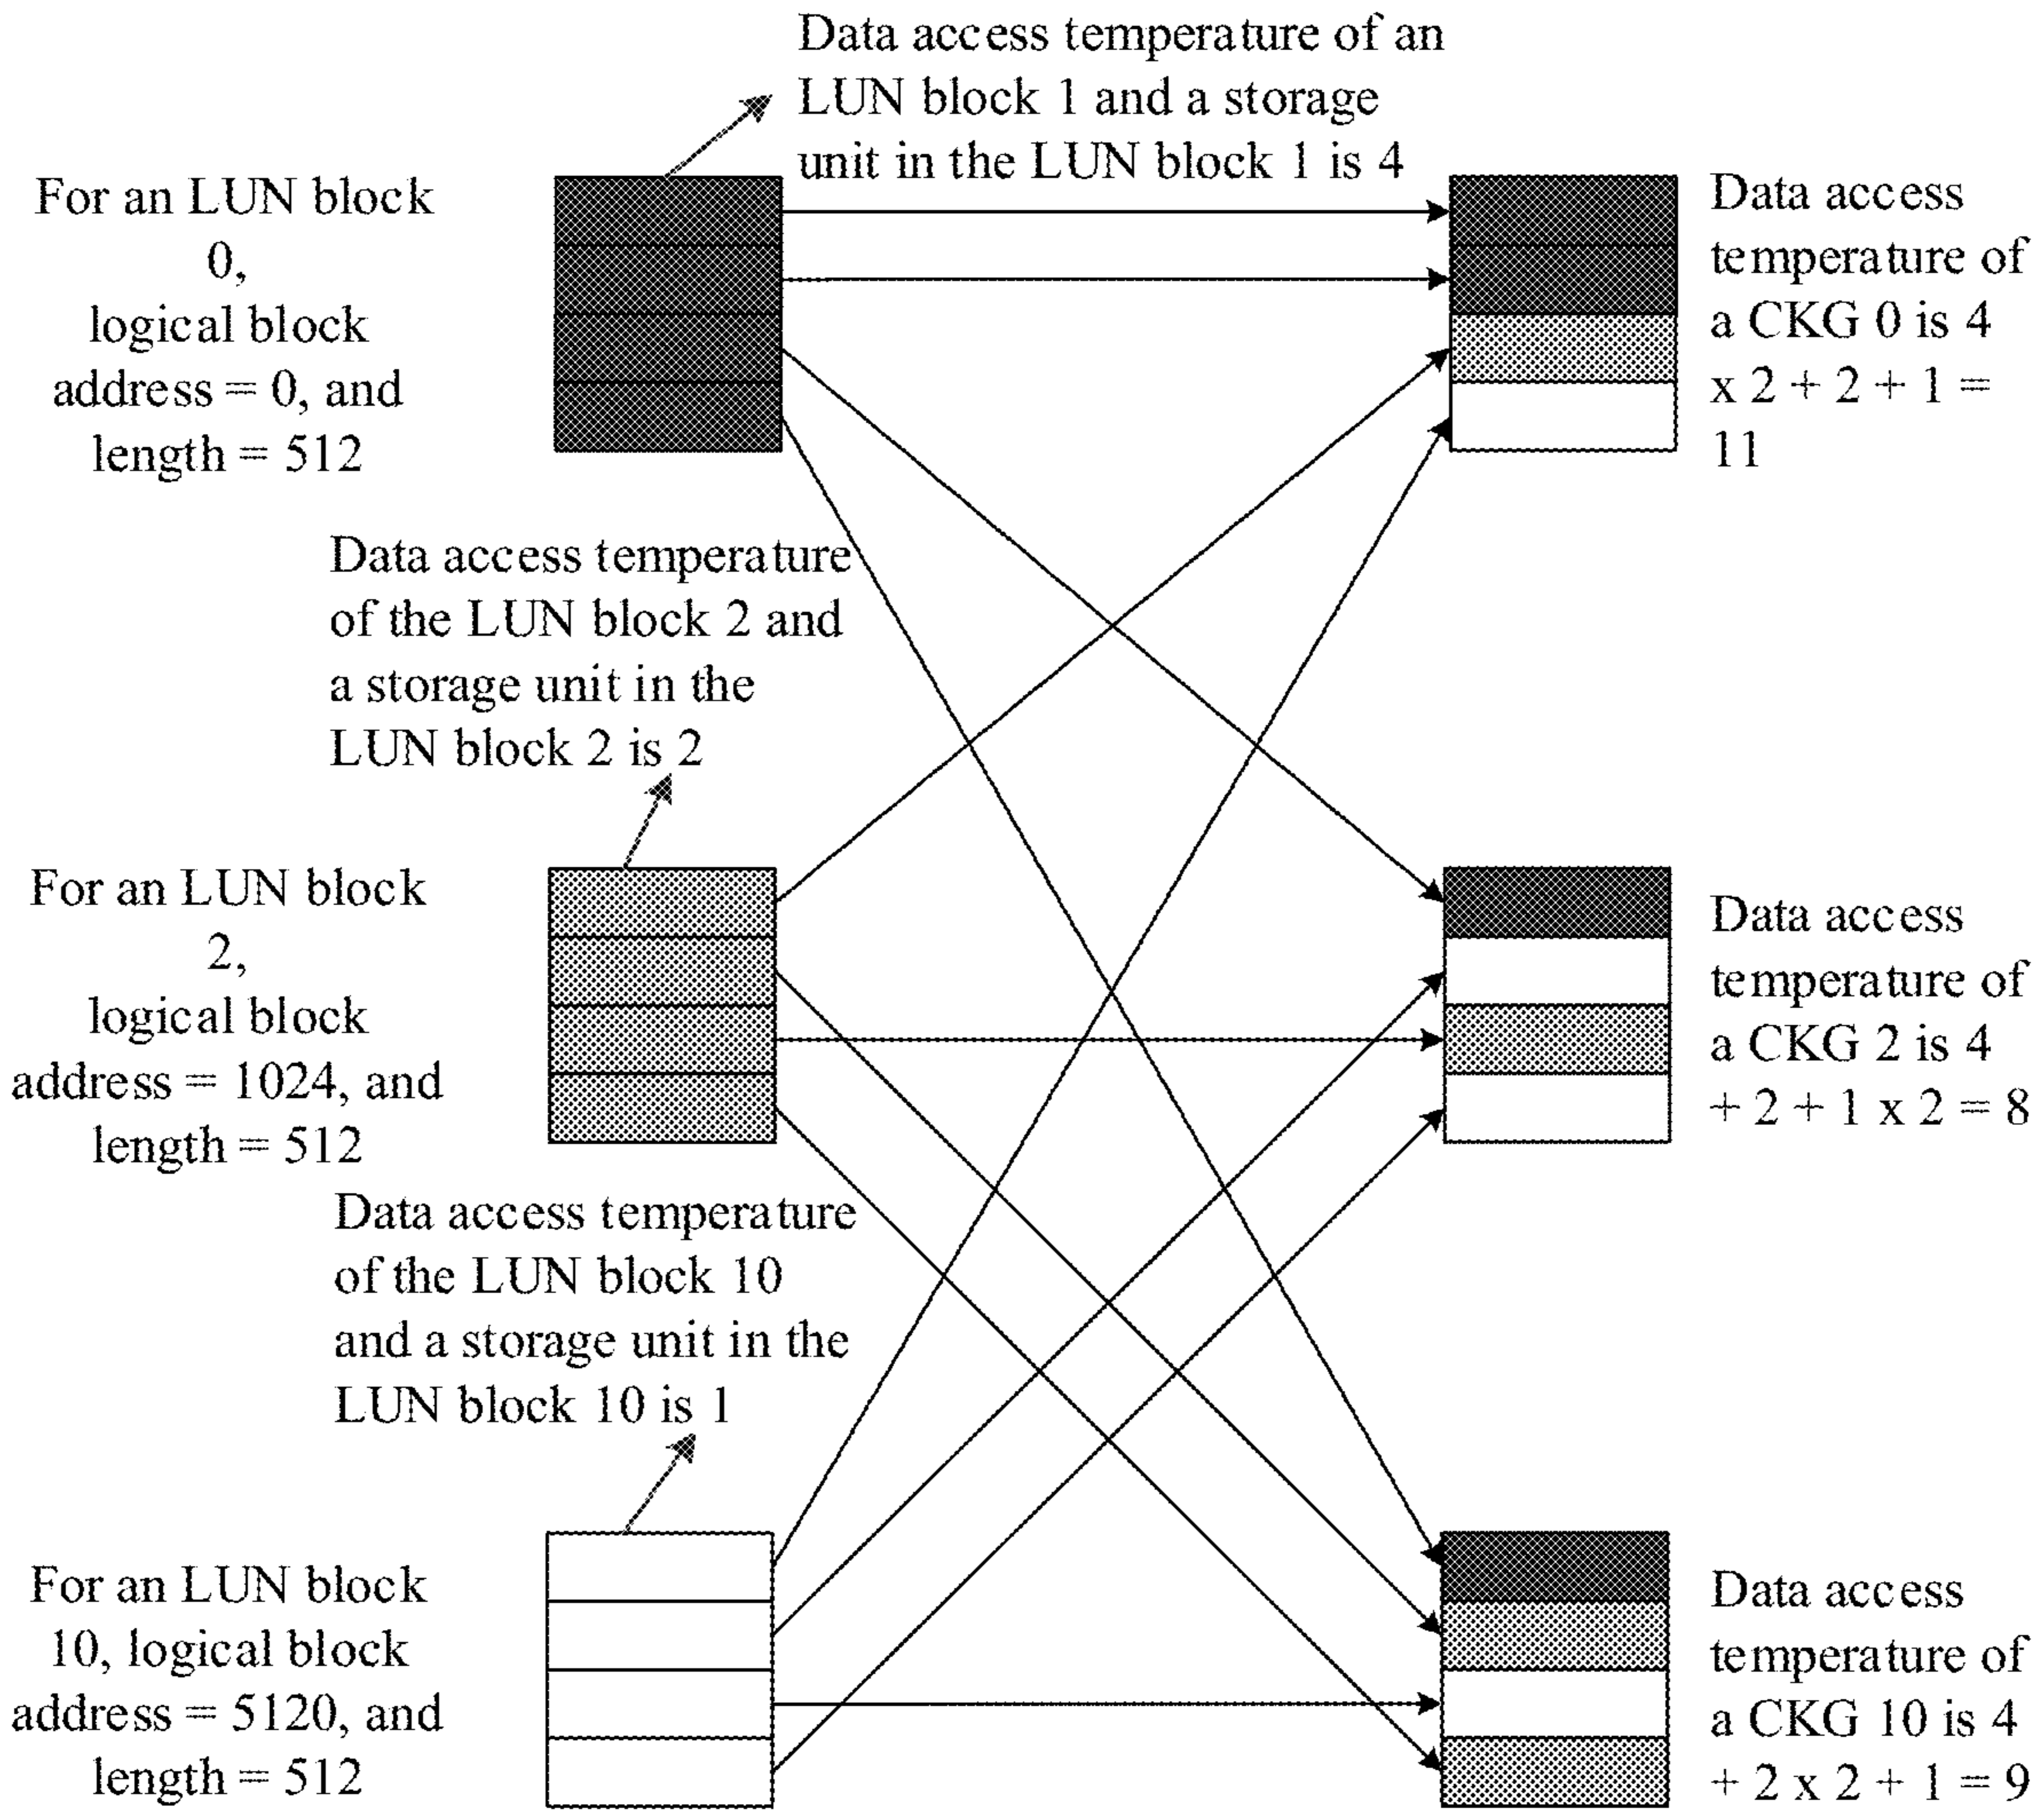 Data access temperature of an
LUN block 1 and a storage
unit in the LUN block 1 is 4
For an LUN block
0,
logical block
address = 0, and
length = 512
Data access
temperature of
a CKG 0 is 4
x 2 + 2 + 1 =
11
Data access temperature
of the LUN block 2 and
a storage unit in the
LUN block 2 is 2
For an LUN block
2,
logical block
address = 1024, and
length = 512
Data access
temperature of
a CKG 2 is 4
+ 2 + 1 x 2 = 8
Data access temperature
of the LUN block 10
and a storage unit in the
LUN block 10 is 1
For an LUN block
10, logical block
address = 5120, and
length = 512
Data access
temperature of
a CKG 10 is 4
+ 2 x 2 + 1 = 9